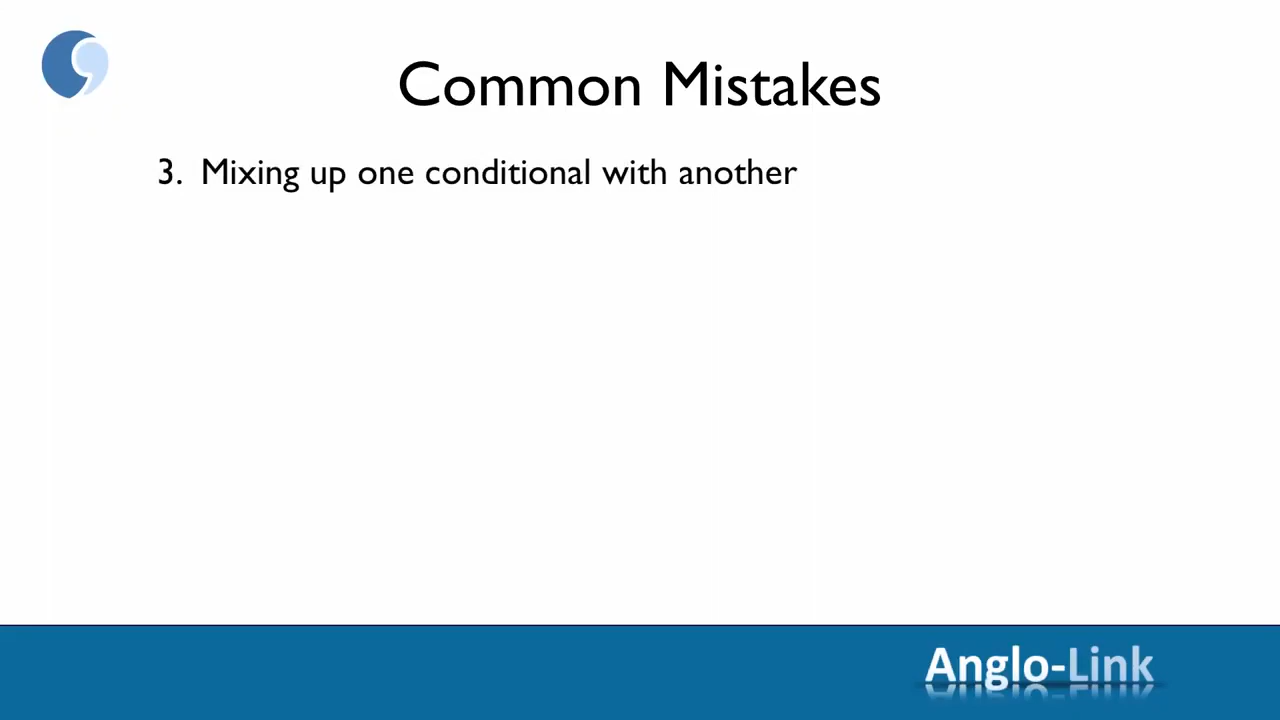 Common Mistakes
3. Mixing up one conditional with another
Anglo-Link